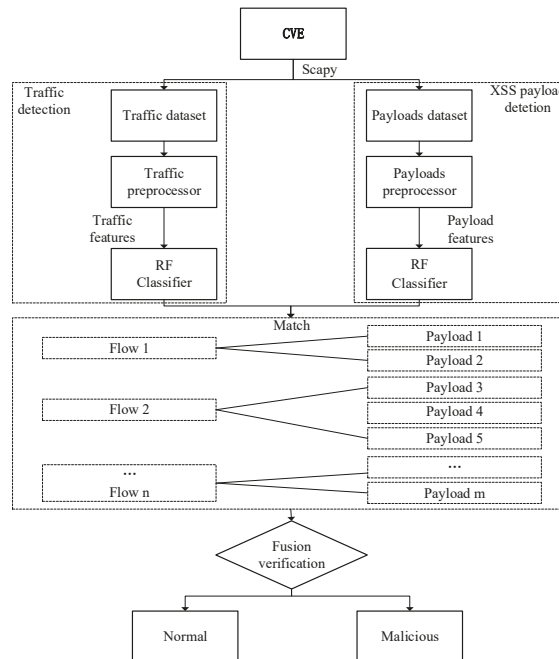 CVE
Scapy
Traffic
detection
XSS payload
detetion
Traffic dataset
Payloads dataset
Traffic
preprocessor
Payloads
preprocessor
Traffic
features
Payload
features
RF
Classifier
RF
Classifier
Match
Flow 1
Payload 1
Payload 2
Flow 2
Payload 3
Payload 4
Payload 5
...
Flow n
...
Payload m
Fusion
verification
Normal
Malicious